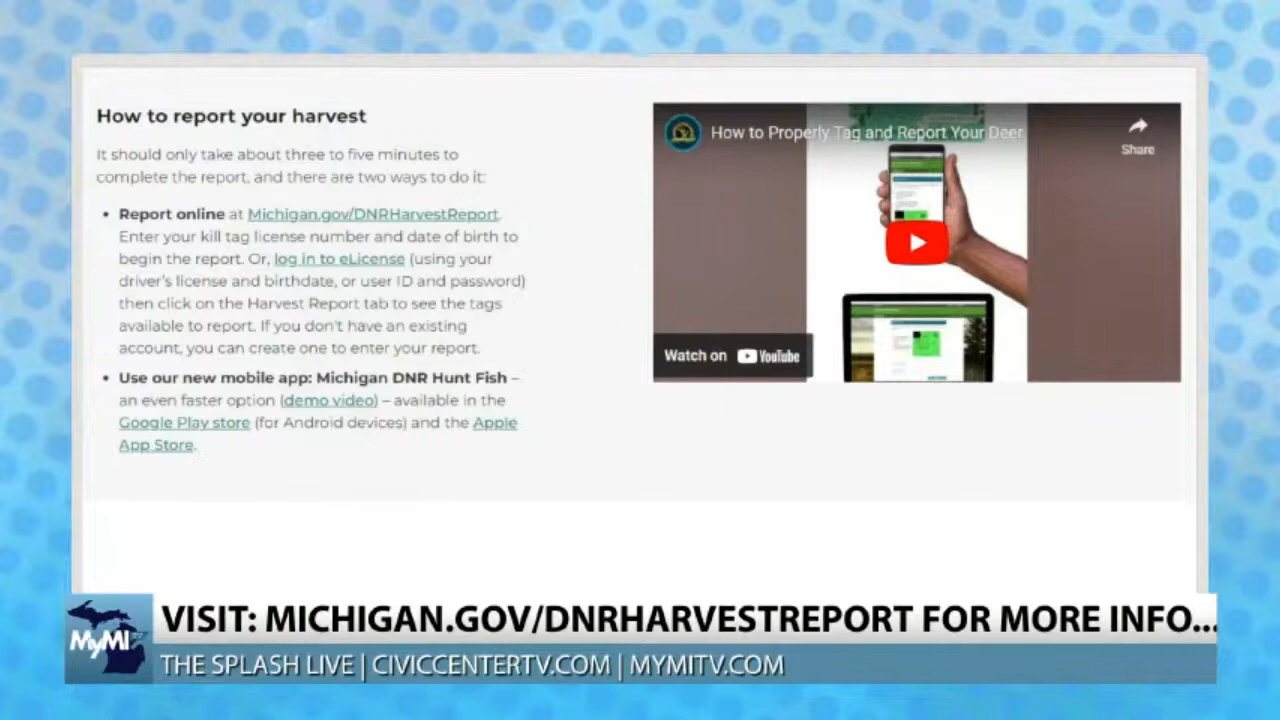 How to report your harvest
It should only take about three to five minutes to
complete the report, and there are two ways to do it:
• Report online at Michigan.gov/DNRHarvestReport.
Enter your kill tag license number and date of birth to
begin the report. Or, log in to eLicense (using your
driver's license and birthdate, or user ID and password)
then click on the Harvest Report tab to see the tags
available to report. If you don't have an existing
account, you can create one to enter your report.
• Use our new mobile app: Michigan DNR Hunt Fish –
an even faster option (demo video) – available in the
Google Play store (for Android devices) and the Apple
App Store.
How to Properly Tag and Report Your Deer
Share
Watch on YouTube
MyMI TV
VISIT: MICHIGAN.GOV/DNRHARVESTREPORT FOR MORE INFO...
THE SPLASH LIVE | CIVICCENTERTV.COM | MYMITV.COM